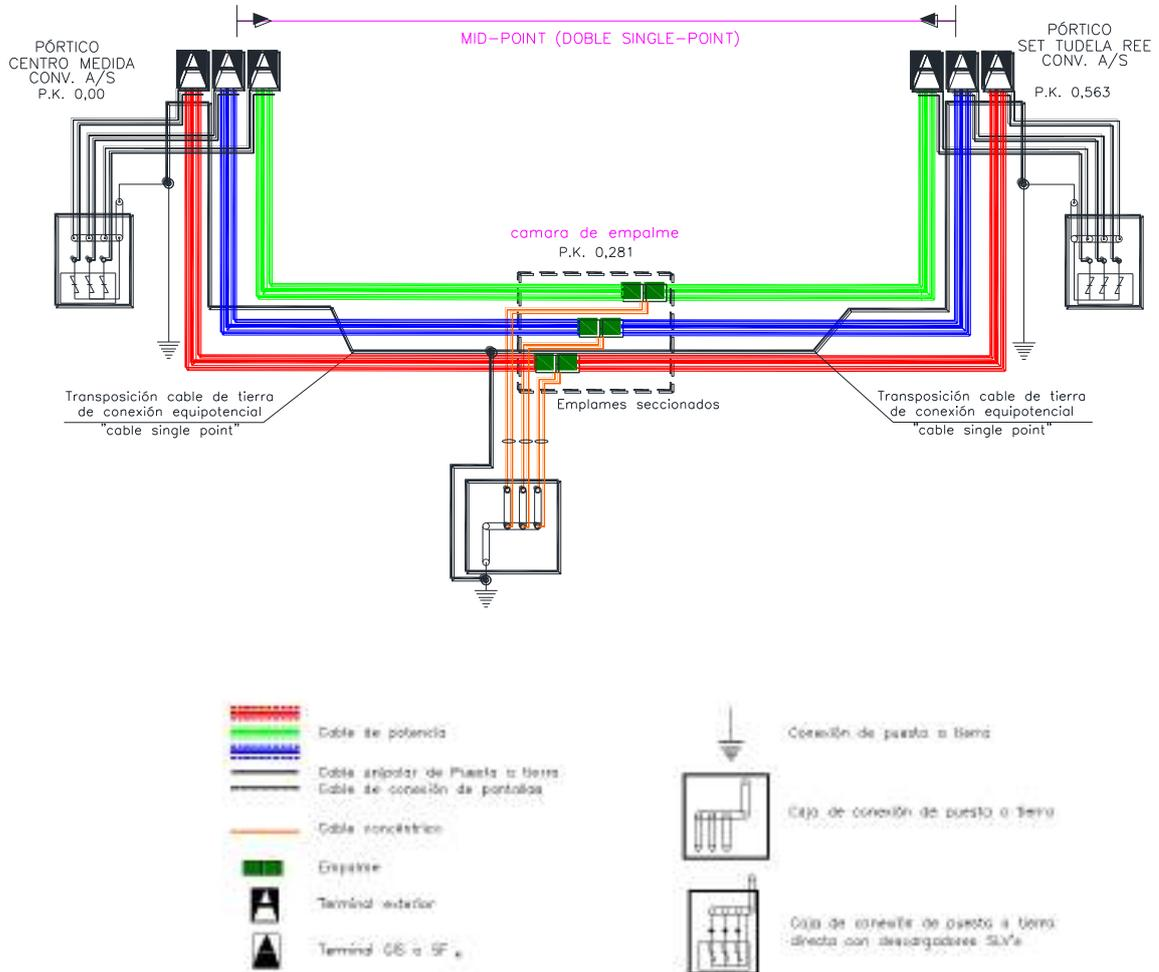 MID-POINT (DOBLE SINGLE-POINT)
PÓRTICO
CENTRO MEDIDA
CONV. A/S
P.K. 0,00
PÓRTICO
SET TUDELA REE
CONV. A/S
P.K. 0,563
camara de empalme
P.K. 0,281
Transposición cable de tierra
de conexión equipotencial
"cable single point"
Emplames seccionados
Transposición cable de tierra
de conexión equipotencial
"cable single point"
Cable de potencia
Cable unipolar de Puesta a tierra
Cable de conexión de pantallas
Cable concéntrico
Empalme
Terminal exterior
Terminal GIS o SF6
Conexión de puesta a tierra
Caja de conexión de puesta a tierra
Caja de conexión de puesta a tierra
directa con descargadores SLV's